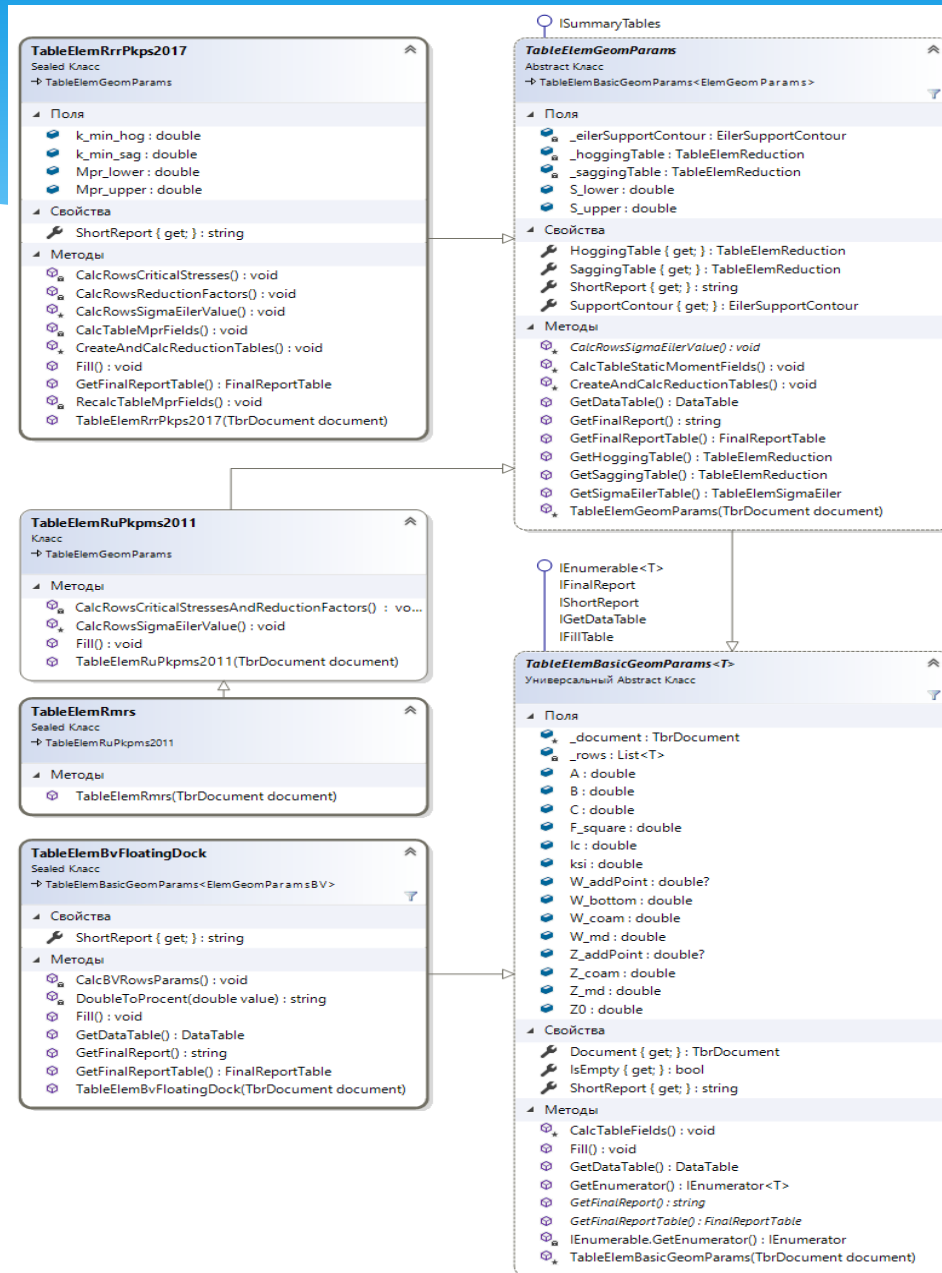 TableElemRrrPkps2017
Sealed Класс
TableElemGeomParams
Поля
k_min_hog : double
k_min_sag : double
Mpr_lower : double
Mpr_upper : double
Свойства
ShortReport { get; } : string
Методы
CalcRowsCriticalStresses() : void
CalcRowsReductionFactors() : void
CalcRowsSigmaEilerValue() : void
CalcTableMprFields() : void
CreateAndCalcReductionTables() : void
Fill() : void
GetFinalReportTable() : FinalReportTable
RecalcTableMprFields() : void
TableElemRrrPkps2017(TbrDocument document)
TableElemRuPkpms2011
Класс
TableElemGeomParams
Методы
CalcRowsCriticalStressesAndReductionFactors() : vo...
CalcRowsSigmaEilerValue() : void
Fill() : void
TableElemRuPkpms2011(TbrDocument document)
TableElemRmrs
Sealed Класс
TableElemRuPkpms2011
Методы
TableElemRmrs(TbrDocument document)
TableElemBvFloatingDock
Sealed Класс
TableElemBasicGeomParams<ElemGeomParamsBV>
Свойства
ShortReport { get; } : string
Методы
CalcBVRowsParams() : void
DoubleToProcent(double value) : string
Fill() : void
GetDataTable() : DataTable
GetFinalReport() : string
GetFinalReportTable() : FinalReportTable
TableElemBvFloatingDock(TbrDocument document)
ISummaryTables
TableElemGeomParams
Abstract Класс
TableElemBasicGeomParams<ElemGeomParams>
Поля
_eilerSupportContour : EilerSupportContour
_hoggingTable : TableElemReduction
_saggingTable : TableElemReduction
S_lower : double
S_upper : double
Свойства
HoggingTable { get; } : TableElemReduction
SaggingTable { get; } : TableElemReduction
ShortReport { get; } : string
SupportContour { get; } : EilerSupportContour
Методы
CalcRowsSigmaEilerValue() : void
CalcTableStaticMomentFields() : void
CreateAndCalcReductionTables() : void
GetDataTable() : DataTable
GetFinalReport() : string
GetFinalReportTable() : FinalReportTable
GetHoggingTable() : TableElemReduction
GetSaggingTable() : TableElemReduction
GetSigmaEilerTable() : TableElemSigmaEiler
TableElemGeomParams(TbrDocument document)
IEnumerable<T>
IFinalReport
IShortReport
IGetDataTable
IFillTable
TableElemBasicGeomParams<T>
Универсальный Abstract Класс
Поля
_document : TbrDocument
_rows : List<T>
A : double
B : double
C : double
F_square : double
Ic : double
ksi : double
W_addPoint : double?
W_bottom : double
W_coam : double
W_md : double
Z_addPoint : double?
Z_coam : double
Z_md : double
Z0 : double
Свойства
Document { get; } : TbrDocument
IsEmpty { get; } : bool
ShortReport { get; } : string
Методы
CalcTableFields() : void
Fill() : void
GetDataTable() : DataTable
GetEnumerator() : IEnumerator<T>
GetFinalReport() : string
GetFinalReportTable() : FinalReportTable
IEnumerable.GetEnumerator() : IEnumerator
TableElemBasicGeomParams(TbrDocument document)